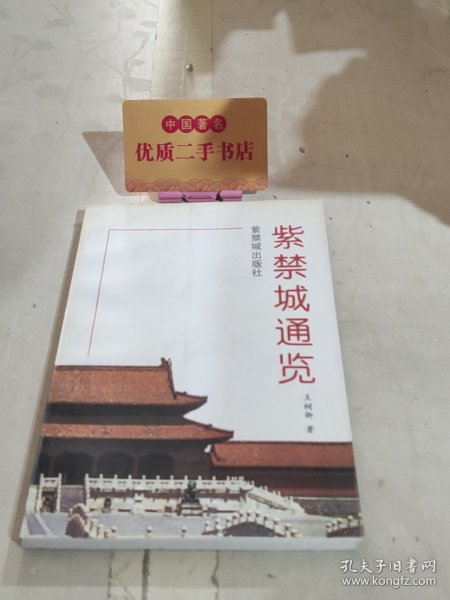 中国著名
优质二手书店
紫禁城通览
紫禁城出版社
王树卿 著
孔夫子旧书网
www.kongfz.com